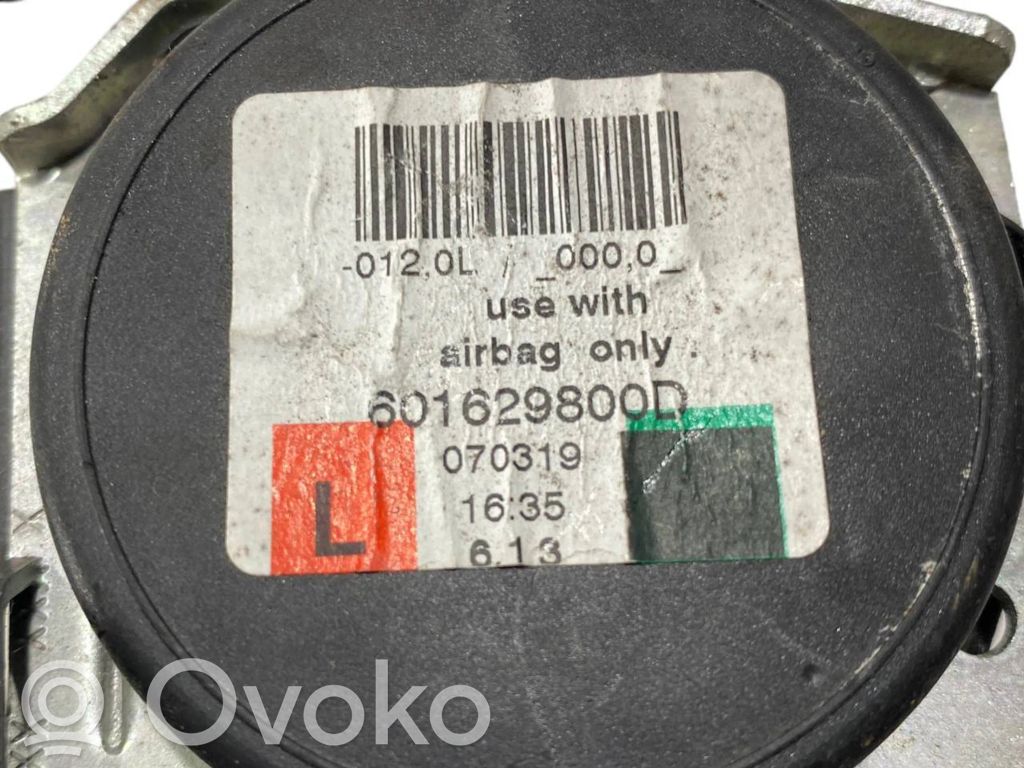 -012,0L / _000,0_
use with
airbag only.
601629800D
070319
L
16:35
6.13
Ovoko